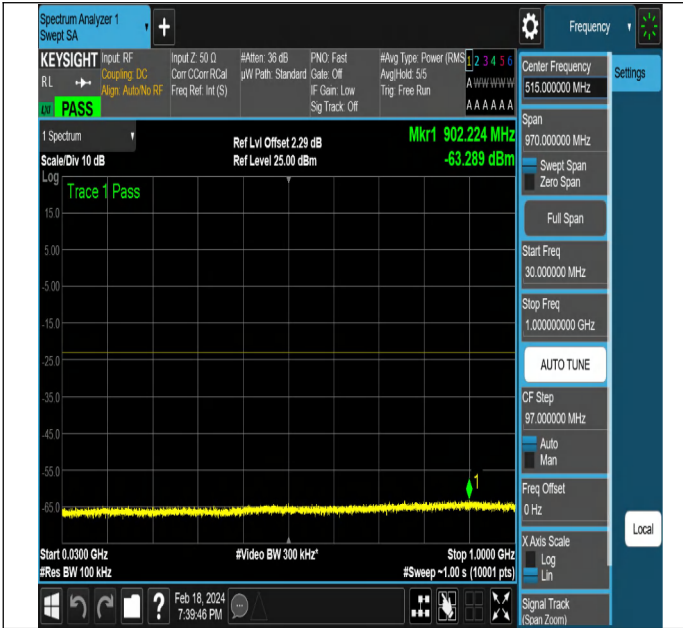 Spectrum Analyzer 1
Swept SA
Frequency
KEYSIGHT
RL
LXI
PASS
Input: RF
Coupling: DC
Align: Auto/No RF
Input Z: 50 Ω
Corr CCorr RCal
Freq Ref: Int (S)
#Atten: 36 dB
µW Path: Standard
PNO: Fast
Gate: Off
IF Gain: Low
Sig Track: Off
#Avg Type: Power (RMS
Avg|Hold: 5/5
Trig: Free Run
1 2 3 4 5 6
A W W W W W
A A A A A A
1 Spectrum
Scale/Div 10 dB
Ref Lvl Offset 2.29 dB
Ref Level 25.00 dBm
Mkr1 902.224 MHz
-63.289 dBm
Log
Trace 1 Pass
15.0
5.00
-5.00
-15.0
-25.0
-35.0
-45.0
-55.0
-65.0
1
Start 0.0300 GHz
#Res BW 100 kHz
#Video BW 300 kHz*
Stop 1.0000 GHz
#Sweep ~1.00 s (10001 pts)
Feb 18, 2024
7:39:46 PM
Center Frequency
515.000000 MHz
Span
970.000000 MHz
Swept Span
Zero Span
Full Span
Start Freq
30.000000 MHz
Stop Freq
1.000000000 GHz
AUTO TUNE
CF Step
97.000000 MHz
Auto
Man
Freq Offset
0 Hz
X Axis Scale
Log
Lin
Signal Track
(Span Zoom)
Settings
Local